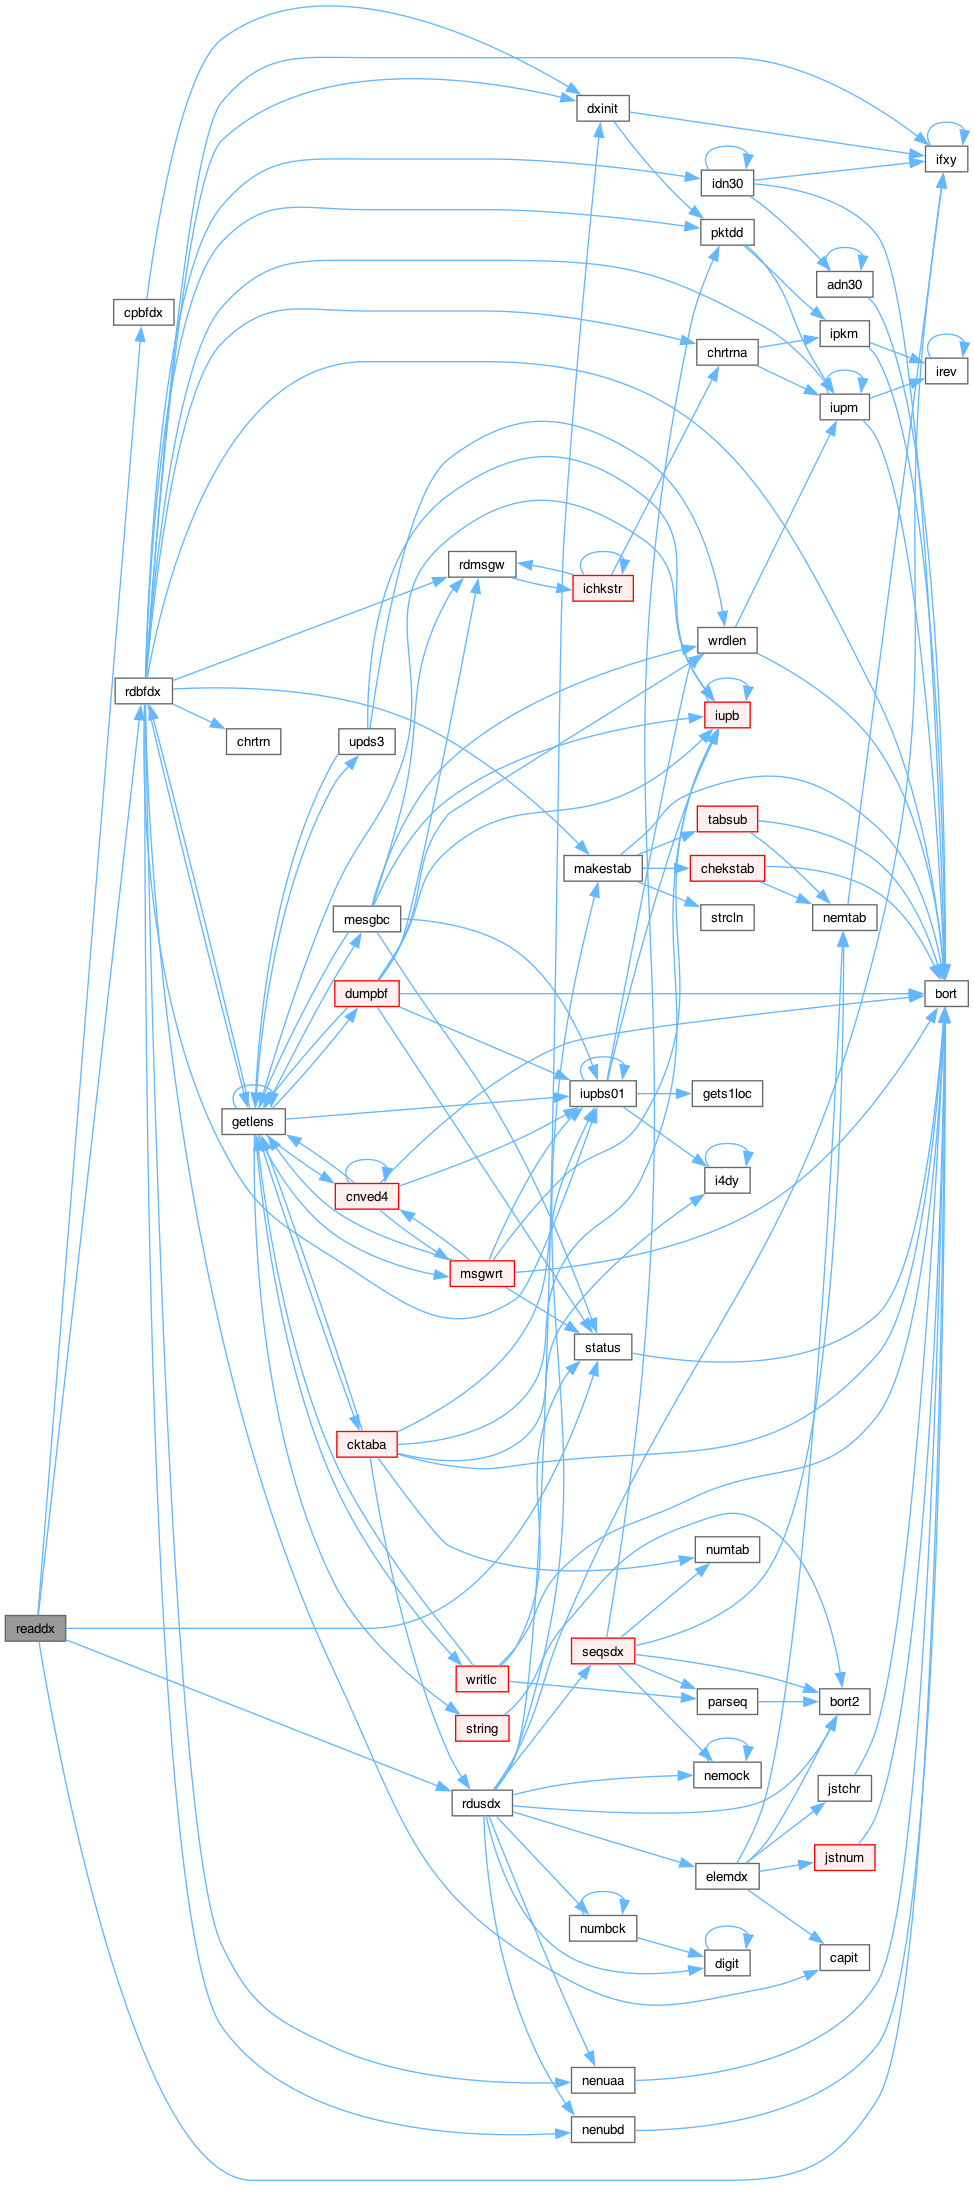 dxinit
ifxy
idn30
pktdd
adn30
cpbfdx
ipkm
chrtrna
irev
iupm
rdmsgw
ichkstr
wrdlen
rdbfdx
iupb
chrtrn
upds3
tabsub
makestab
chekstab
strcln
nemtab
mesgbc
dumpbf
bort
iupbs01
gets1loc
getlens
i4dy
cnved4
msgwrt
status
cktaba
numtab
readdx
seqsdx
writlc
parseq
bort2
string
nemock
jstchr
rdusdx
jstnum
elemdx
numbck
capit
digit
nenuaa
nenubd